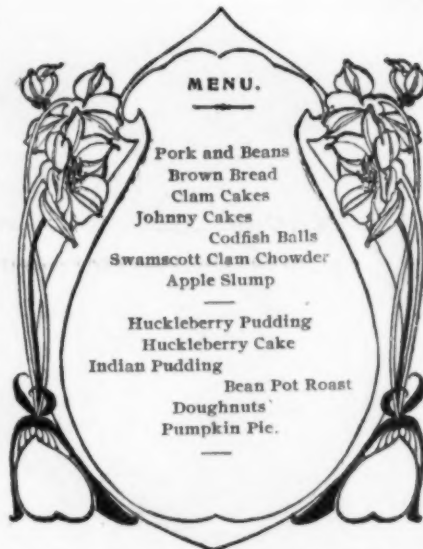 MENU.
Pork and Beans
Brown Bread
Clam Cakes
Johnny Cakes
Codfish Balls
Swamscott Clam Chowder
Apple Slump
Huckleberry Pudding
Huckleberry Cake
Indian Pudding
Bean Pot Roast
Doughnuts
Pumpkin Pie.